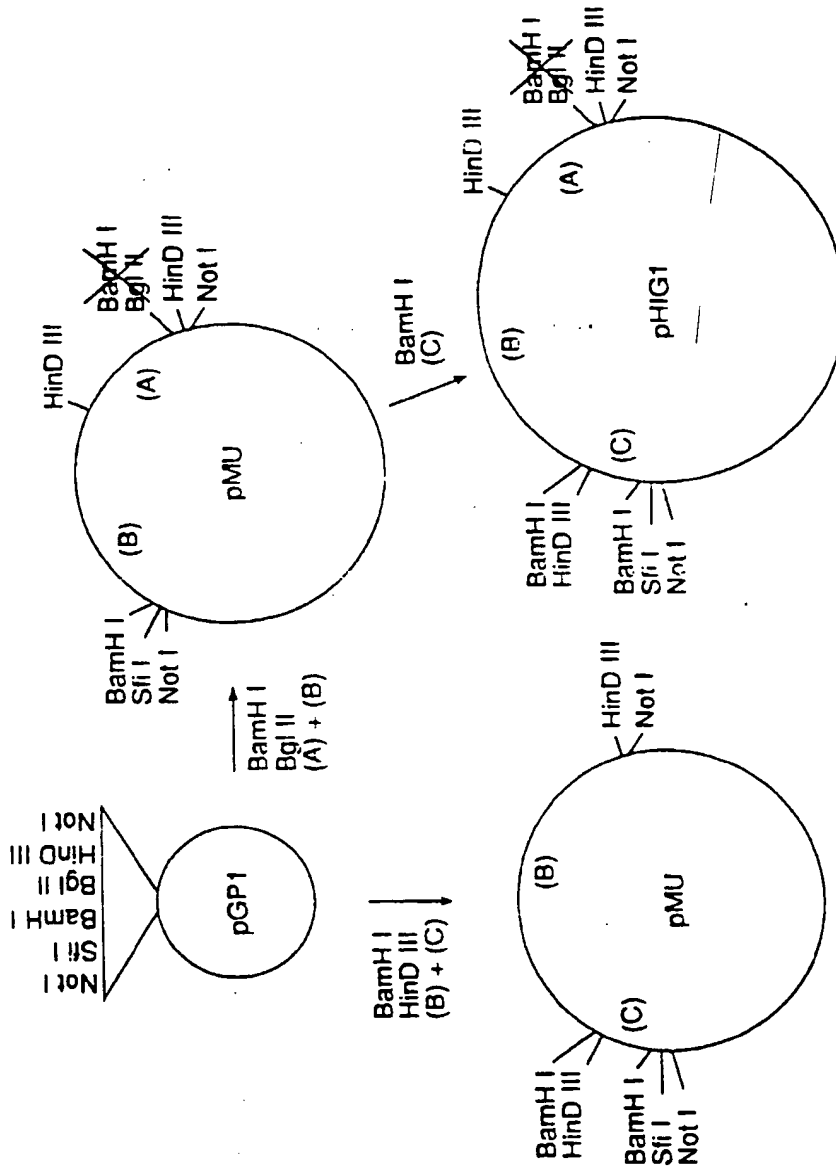 Not I
Sfi I
BamH I
Bgl II
HinD III
Not I
pGP1
BamH I
Bgl II
(A) + (B)
BamH I
Sfi I
Not I
(B)
HinD III
(A)
BamH I
Bgl II
HinD III
Not I
pMU
BamH I
HinD III
(B) + (C)
BamH I
(C)
BamH I
HinD III
BamH I
Sfi I
Not I
(C)
(B)
HinD III
Not I
pMU
BamH I
HinD III
BamH I
Sfi I
Not I
(C)
(B)
HinD III
(A)
BamH I
Bgl II
HinD III
Not I
pHIG1